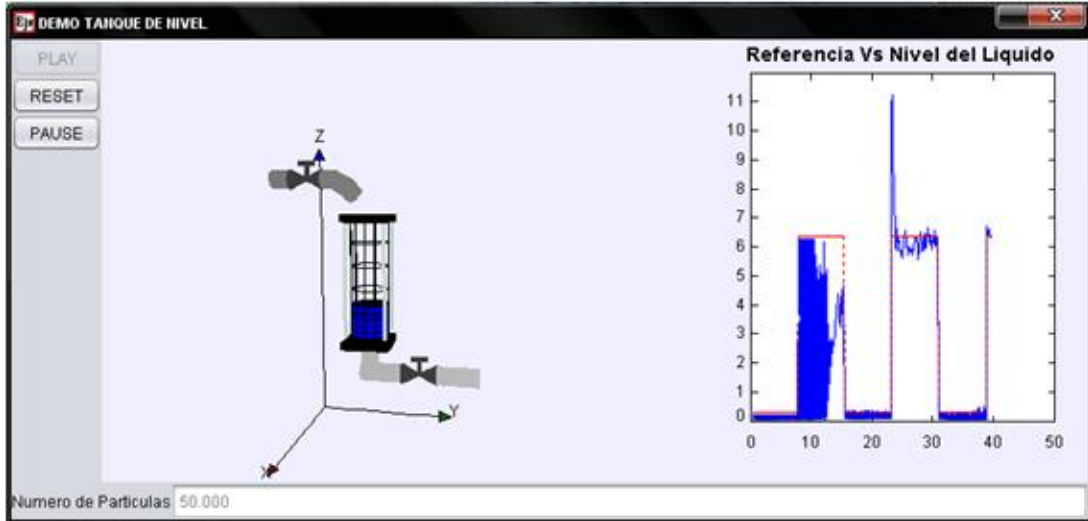 Ejs DEMO TANQUE DE NIVEL
PLAY
RESET
PAUSE
Z
Y
X
Referencia Vs Nivel del Liquido
11
10
9
8
7
6
5
4
3
2
1
0
0 10 20 30 40 50
Numero de Particulas 50.000